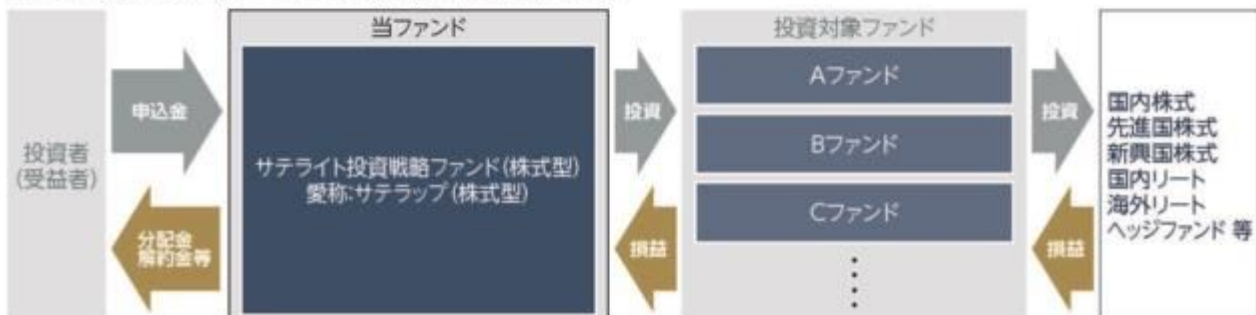 投資者
(受益者)
申込金
分配金
解約金等
当ファンド
サテライト投資戦略ファンド(株式型)
愛称:サテラップ(株式型)
投資
損益
投資対象ファンド
Aファンド
Bファンド
Cファンド
投資
損益
国内株式
先進国株式
新興国株式
国内リート
海外リート
ヘッジファンド 等